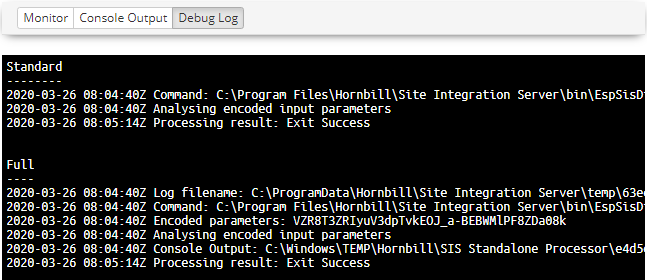 Monitor Console Output Debug Log
Standard
--------
2020-03-26 08:04:40Z Command: C:\Program Files\Hornbill\Site Integration Server\bin\EspSisD
2020-03-26 08:04:40Z Analysing encoded input parameters
2020-03-26 08:05:14Z Processing result: Exit Success
Full
----
2020-03-26 08:04:40Z Log filename: C:\ProgramData\Hornbill\Site Integration Server\temp\63e
2020-03-26 08:04:40Z Command: C:\Program Files\Hornbill\Site Integration Server\bin\EspSisD
2020-03-26 08:04:40Z Encoded parameters: VZR8T3ZRIyuV3dpTvkEOJ_a-BEBWMlPF8ZDa08k
2020-03-26 08:04:40Z Analysing encoded input parameters
2020-03-26 08:04:40Z Console Output: C:\Windows\TEMP\Hornbill\SIS Standalone Processor\e4d5
2020-03-26 08:05:14Z Processing result: Exit Success